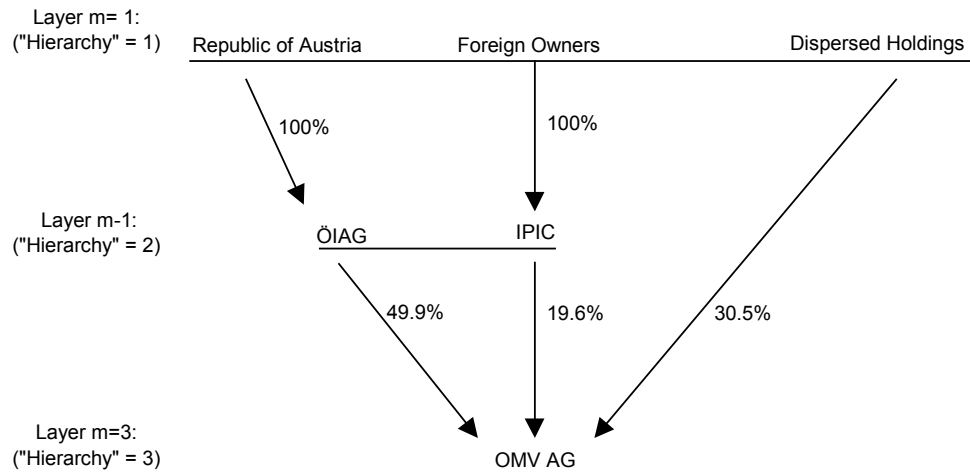 Layer m= 1:
("Hierarchy" = 1)
Republic of Austria
Foreign Owners
Dispersed Holdings
100%
100%
Layer m-1:
("Hierarchy" = 2)
ÖIAG
IPIC
49.9%
19.6%
30.5%
Layer m=3:
("Hierarchy" = 3)
OMV AG